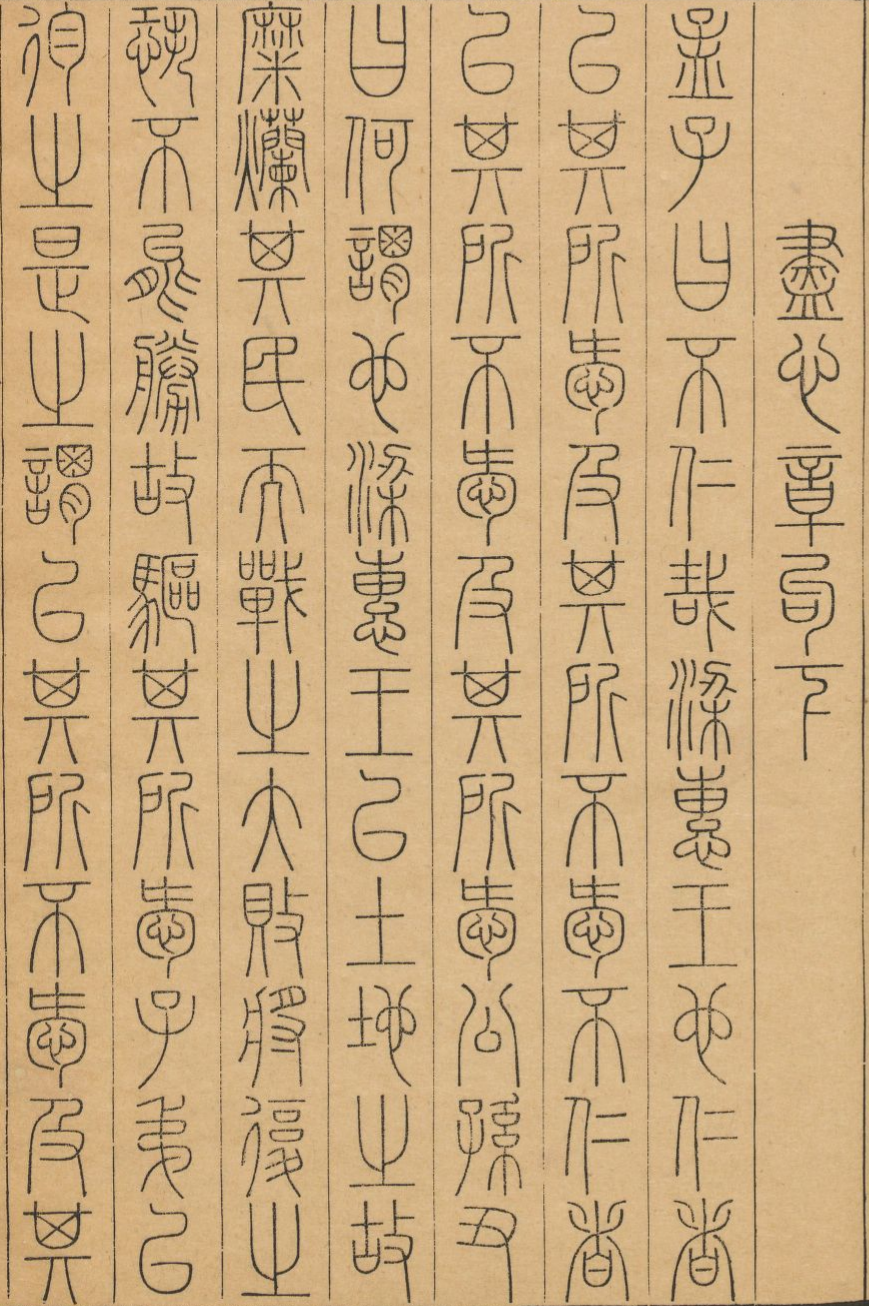 盡心章句下
孟子曰不仁哉梁惠王也仁者
以其所愛及其所不愛不仁者
以其所不愛及其所愛公孫丑
曰何謂也梁惠王以土地之故
糜爛其民而戰之大敗將復之
恐不能勝故驅其所愛子弟以
徇之是之謂以其所不愛及其